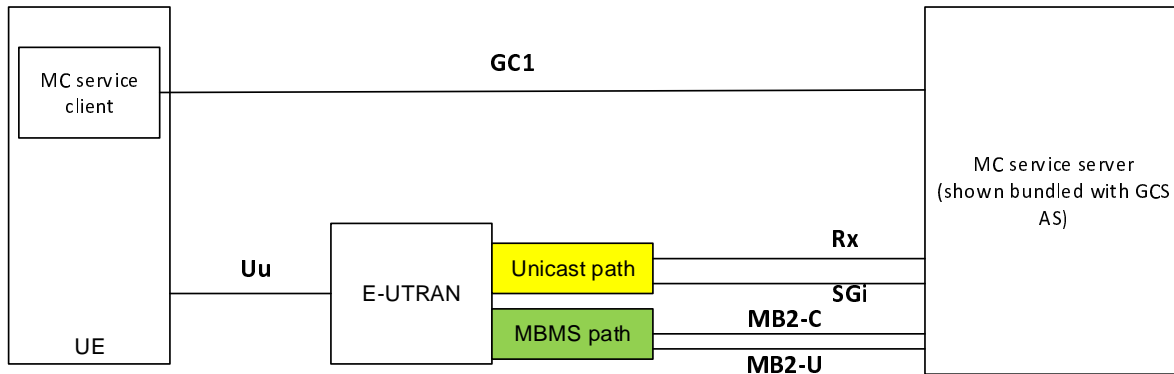 GC1
MC service
client
MC service server
(shown bundled with GCS
AS)
Rx
Uu
Unicast path
E-UTRAN
SGi
MB2-C
MBMS path
UE
MB2-U